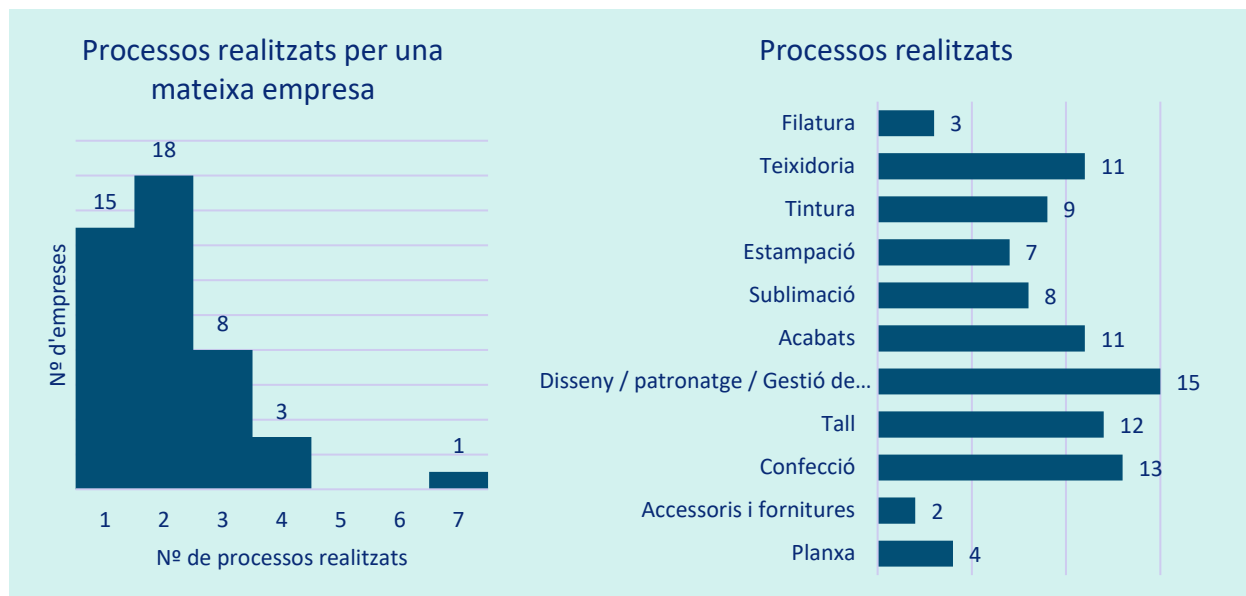 Processos realitzats per una
mateixa empresa
Nº d'empreses
15
18
8
3
1
1 2 3 4 5 6 7
Nº de processos realitzats
Processos realitzats
Filatura 3
Teixidoria 11
Tintura 9
Estampació 7
Sublimació 8
Acabats 11
Disseny / patronatge / Gestió de... 15
Tall 12
Confecció 13
Accessoris i fornitures 2
Planxa 4